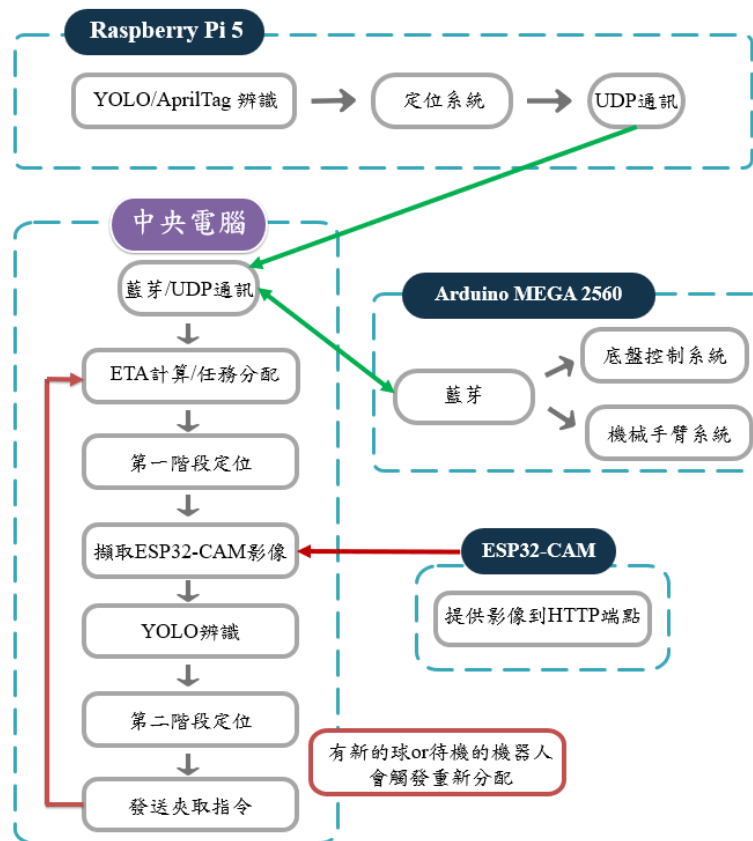 Raspberry Pi 5
YOLO/AprilTag 辨識
定位系統
UDP通訊
中央電腦
藍芽/UDP通訊
ETA計算/任務分配
第一階段定位
擷取ESP32-CAM影像
YOLO辨識
第二階段定位
發送夾取指令
Arduino MEGA 2560
藍芽
底盤控制系統
機械手臂系統
ESP32-CAM
提供影像到HTTP端點
有新的球or待機的機器人
會觸發重新分配